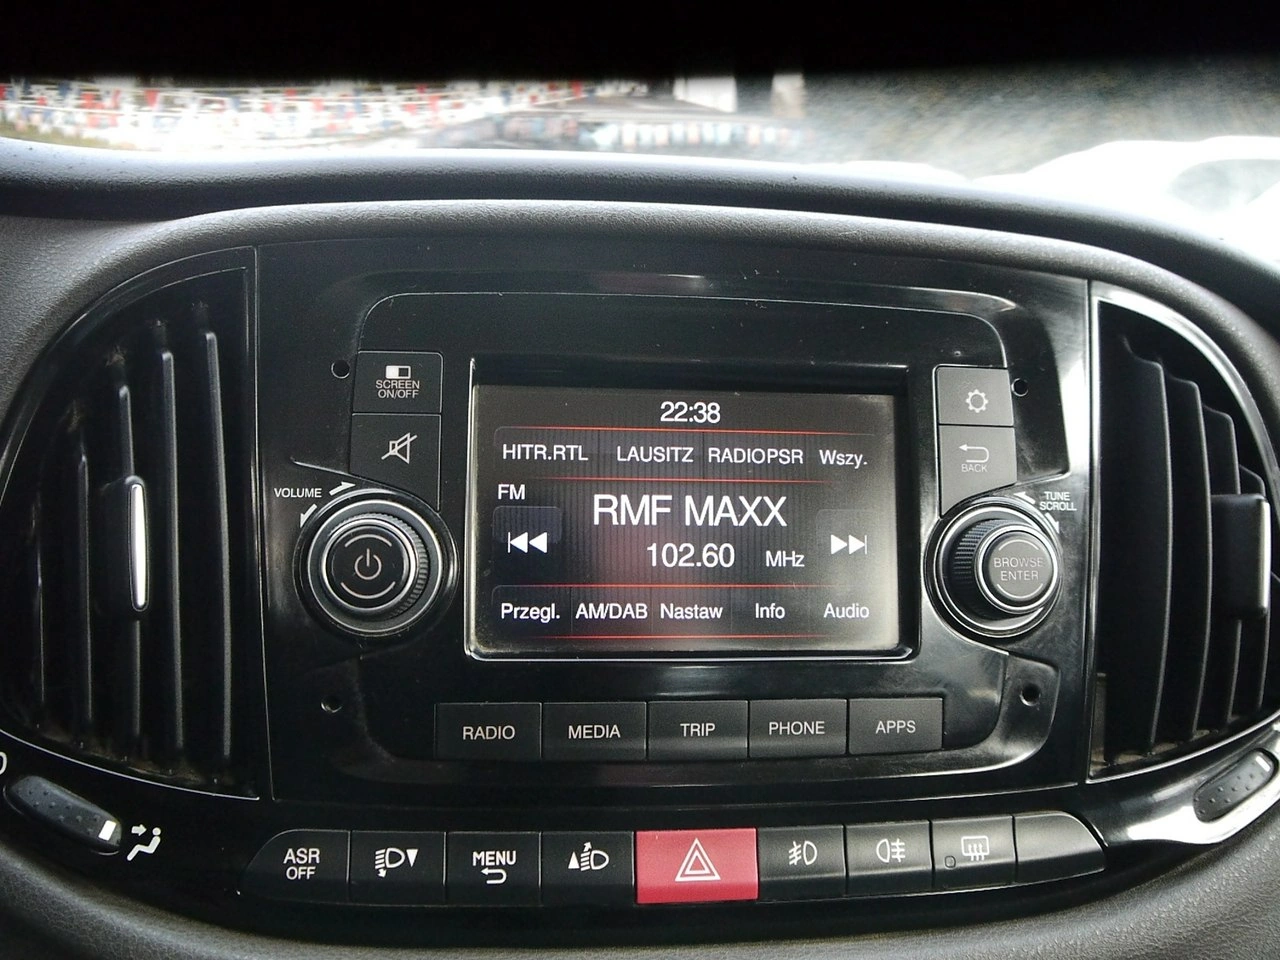 SCREEN
ON/OFF
VOLUME
22:38
HITR.RTL LAUSITZ RADIOPSR Wszy.
FM
RMF MAXX
102.60 MHz
Przegl. AM/DAB Nastaw Info Audio
BACK
TUNE
SCROLL
BROWSE
ENTER
RADIO MEDIA TRIP PHONE APPS
ASR
OFF
MENU